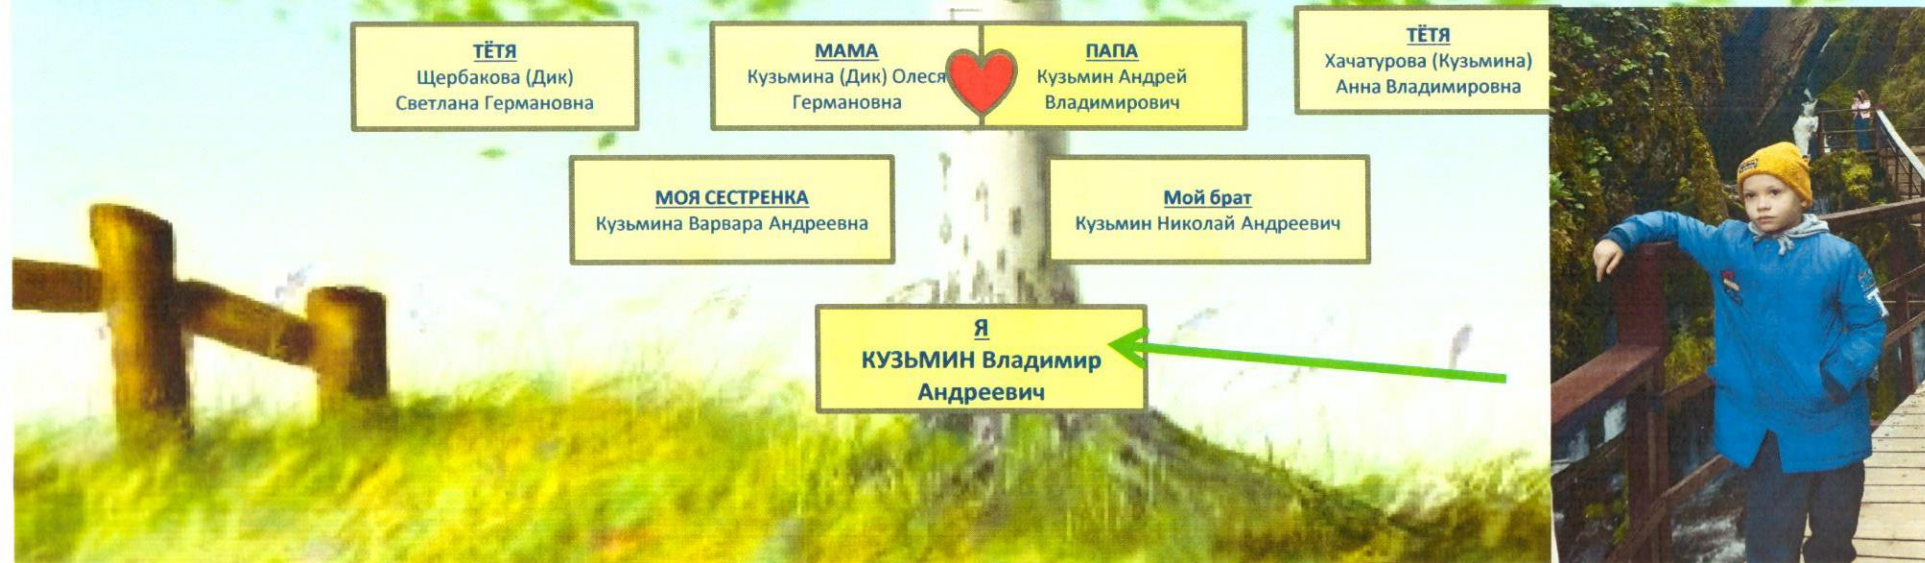 ТЁТЯ
Щербакова (Дик)
Светлана Германовна
МАМА
Кузьмина (Дик) Олеся
Германовна
ПАПА
Кузьмин Андрей
Владимирович
ТЁТЯ
Хачатурова (Кузьмина)
Анна Владимировна
МОЯ СЕСТРЕНКА
Кузьмина Варвара Андреевна
Мой брат
Кузьмин Николай Андреевич
Я
КУЗЬМИН Владимир
Андреевич